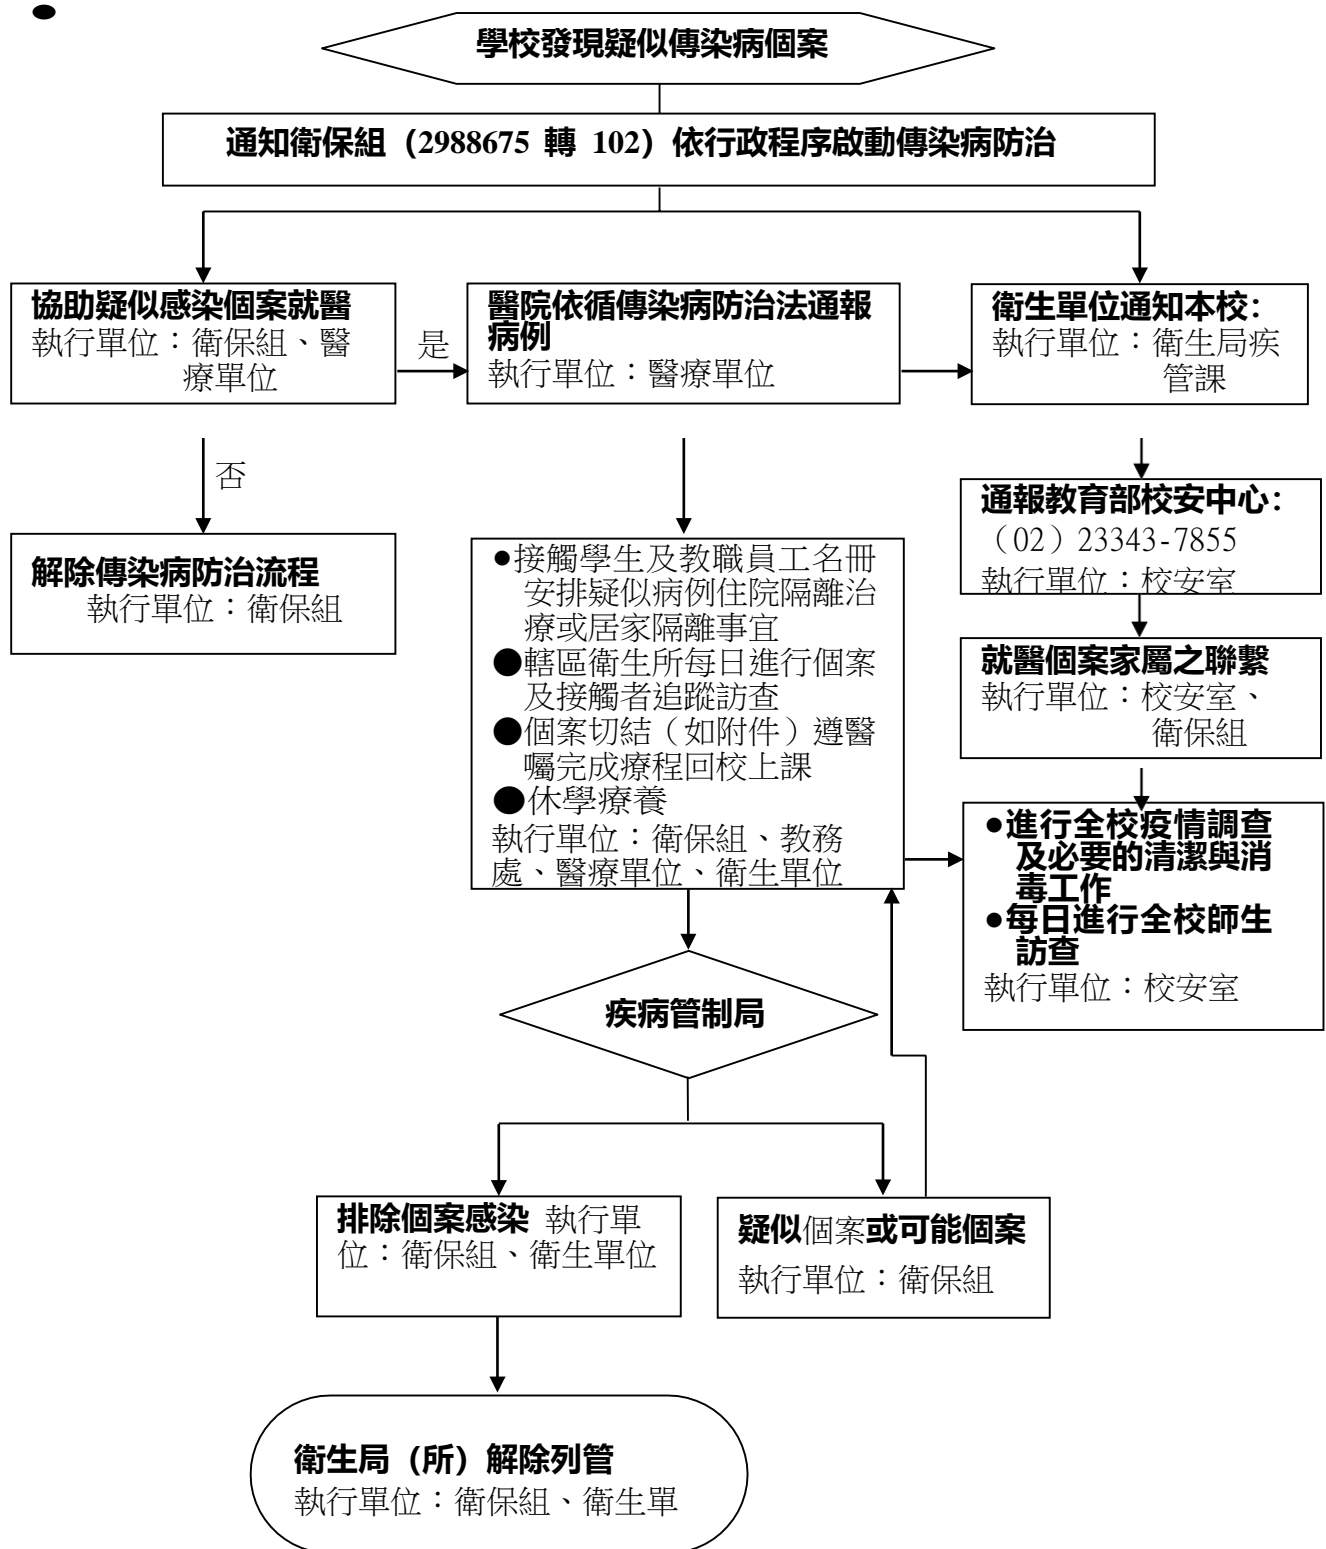 學校發現疑似傳染病個案
通知衛保組（2988675 轉 102）依行政程序啟動傳染病防治
協助疑似感染個案就醫
執行單位：衛保組、醫
療單位
是
醫院依循傳染病防治法通報
病例
執行單位：醫療單位
衛生單位通知本校：
執行單位：衛生局疾
管課
否
解除傳染病防治流程
執行單位：衛保組
●接觸學生及教職員工名冊
安排疑似病例住院隔離治
療或居家隔離事宜
●轄區衛生所每日進行個案
及接觸者追蹤訪查
●個案切結（如附件）遵醫
囑完成療程回校上課
●休學療養
執行單位：衛保組、教務
處、醫療單位、衛生單位
通報教育部校安中心：
（02）23343-7855
執行單位：校安室
就醫個案家屬之聯繫
執行單位：校安室、
衛保組
●進行全校疫情調查
及必要的清潔與消
毒工作
●每日進行全校師生
訪查
執行單位：校安室
疾病管制局
排除個案感染 執行單
位：衛保組、衛生單位
疑似個案或可能個案
執行單位：衛保組
衛生局（所）解除列管
執行單位：衛保組、衛生單